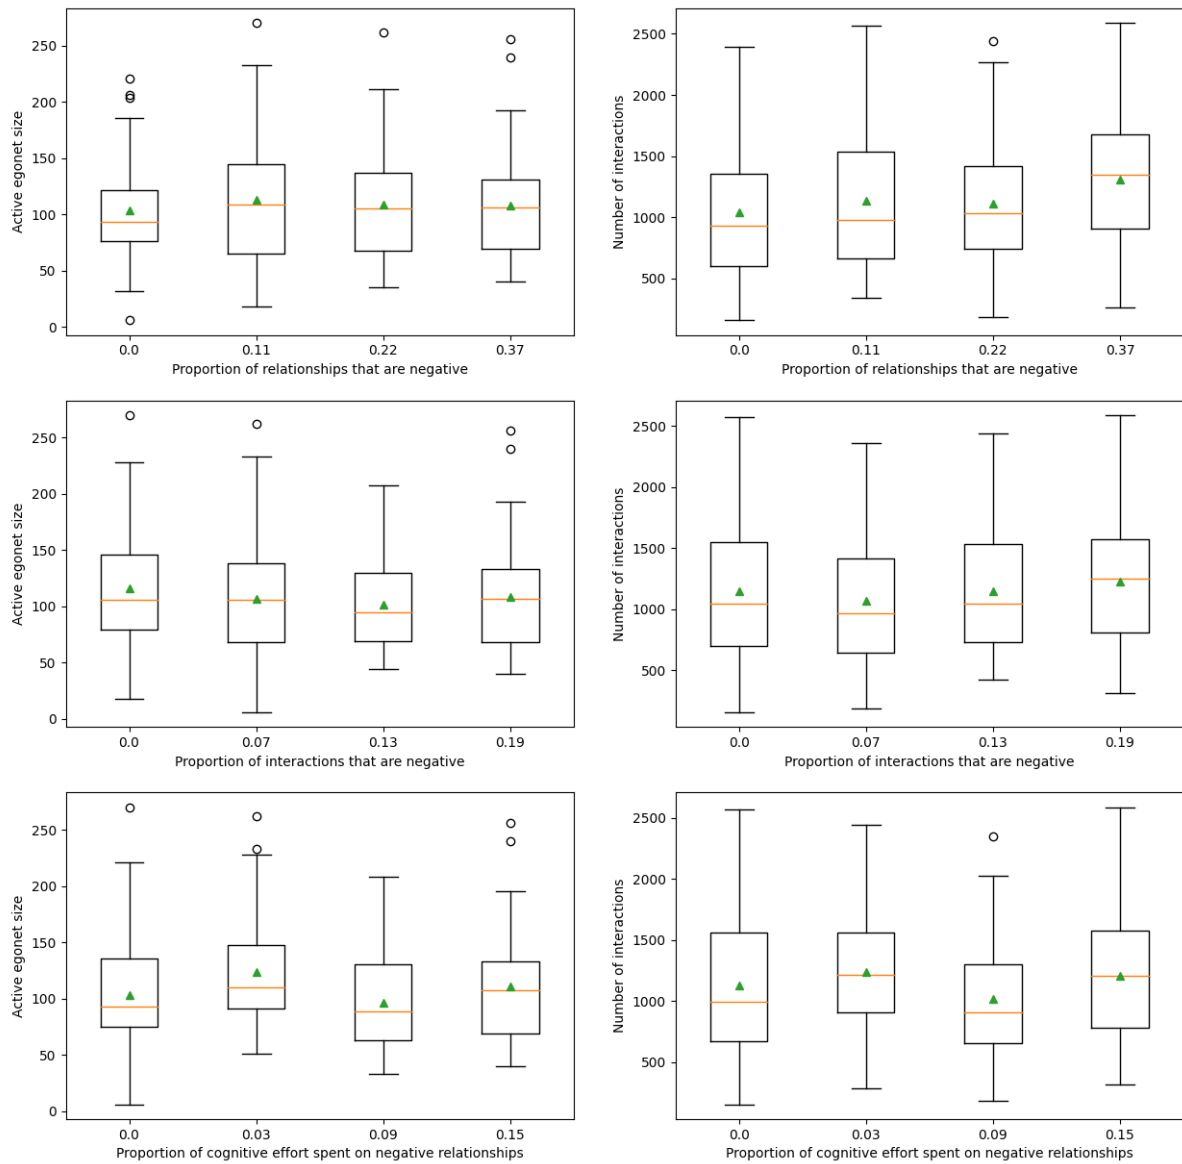 Active egonet size
250
200
150
100
50
0
0.0 0.11 0.22 0.37
Proportion of relationships that are negative
Number of interactions
2500
2000
1500
1000
500
0.0 0.11 0.22 0.37
Proportion of relationships that are negative
Active egonet size
250
200
150
100
50
0
0.0 0.07 0.13 0.19
Proportion of interactions that are negative
Number of interactions
2500
2000
1500
1000
500
0.0 0.07 0.13 0.19
Proportion of interactions that are negative
Active egonet size
250
200
150
100
50
0
0.0 0.03 0.09 0.15
Proportion of cognitive effort spent on negative relationships
Number of interactions
2500
2000
1500
1000
500
0.0 0.03 0.09 0.15
Proportion of cognitive effort spent on negative relationships